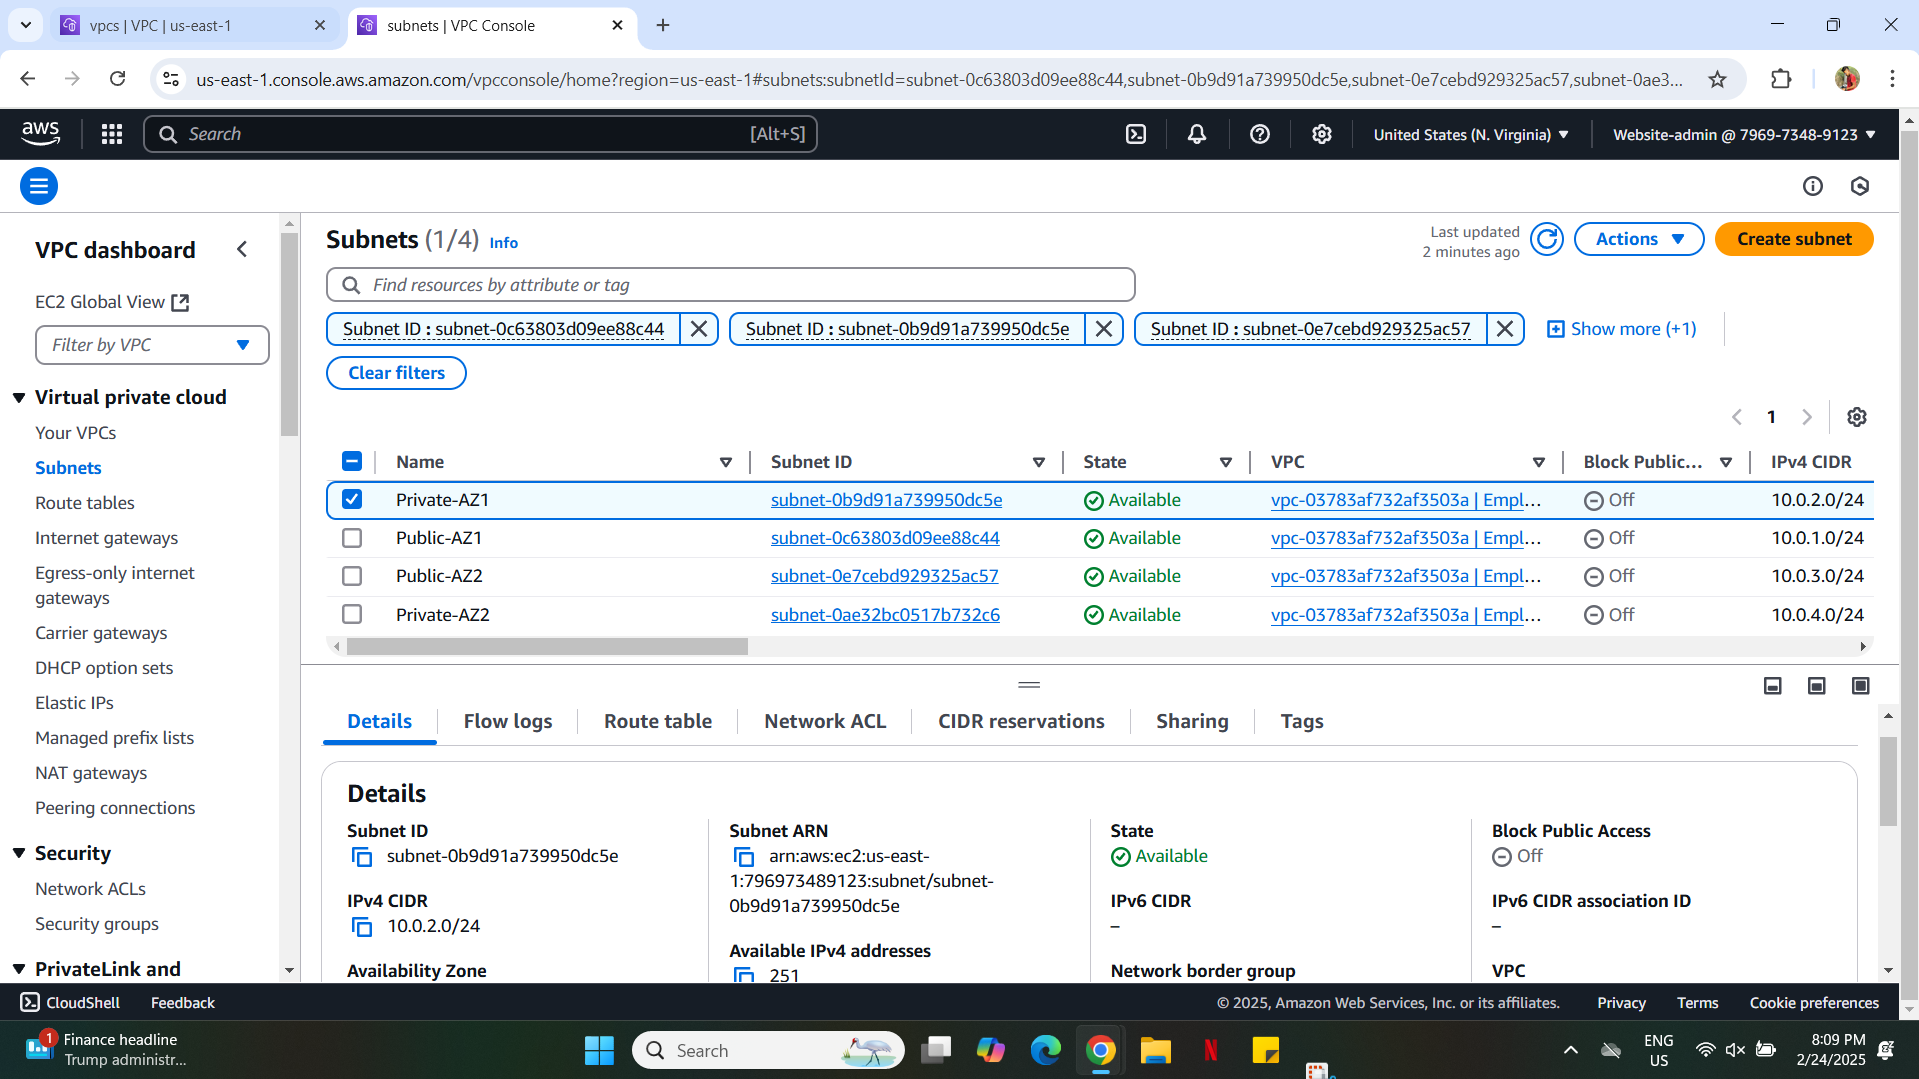 vpcs | VPC | us-east-1
subnets | VPC Console
us-east-1.console.aws.amazon.com/vpcconsole/home?region=us-east-1#subnets:subnetId=subnet-0c63803d09ee88c44,subnet-0b9d91a739950dc5e,subnet-0e7cebd929325ac57,subnet-0ae3...
aws
Search [Alt+S]
United States (N. Virginia)
Website-admin @ 7969-7348-9123
VPC dashboard
EC2 Global View
Filter by VPC
Virtual private cloud
Your VPCs
Subnets
Route tables
Internet gateways
Egress-only internet
gateways
Carrier gateways
DHCP option sets
Elastic IPs
Managed prefix lists
NAT gateways
Peering connections
Security
Network ACLs
Security groups
PrivateLink and
Subnets (1/4) Info
Last updated
2 minutes ago
Actions
Create subnet
Find resources by attribute or tag
Subnet ID : subnet-0c63803d09ee88c44
Subnet ID : subnet-0b9d91a739950dc5e
Subnet ID : subnet-0e7cebd929325ac57
Show more (+1)
Clear filters
1
Name Subnet ID State VPC Block Public... IPv4 CIDR
Private-AZ1 subnet-0b9d91a739950dc5e Available vpc-03783af732af3503a | Empl... Off 10.0.2.0/24
Public-AZ1 subnet-0c63803d09ee88c44 Available vpc-03783af732af3503a | Empl... Off 10.0.1.0/24
Public-AZ2 subnet-0e7cebd929325ac57 Available vpc-03783af732af3503a | Empl... Off 10.0.3.0/24
Private-AZ2 subnet-0ae32bc0517b732c6 Available vpc-03783af732af3503a | Empl... Off 10.0.4.0/24
Details Flow logs Route table Network ACL CIDR reservations Sharing Tags
Details
Subnet ID
subnet-0b9d91a739950dc5e
IPv4 CIDR
10.0.2.0/24
Availability Zone
Subnet ARN
arn:aws:ec2:us-east-
1:796973489123:subnet/subnet-
0b9d91a739950dc5e
Available IPv4 addresses
251
State
Available
IPv6 CIDR
–
Network border group
Block Public Access
Off
IPv6 CIDR association ID
–
VPC
CloudShell Feedback
© 2025, Amazon Web Services, Inc. or its affiliates. Privacy Terms Cookie preferences
1
Finance headline
Trump administr...
Search
N
ENG
US
8:09 PM
2/24/2025